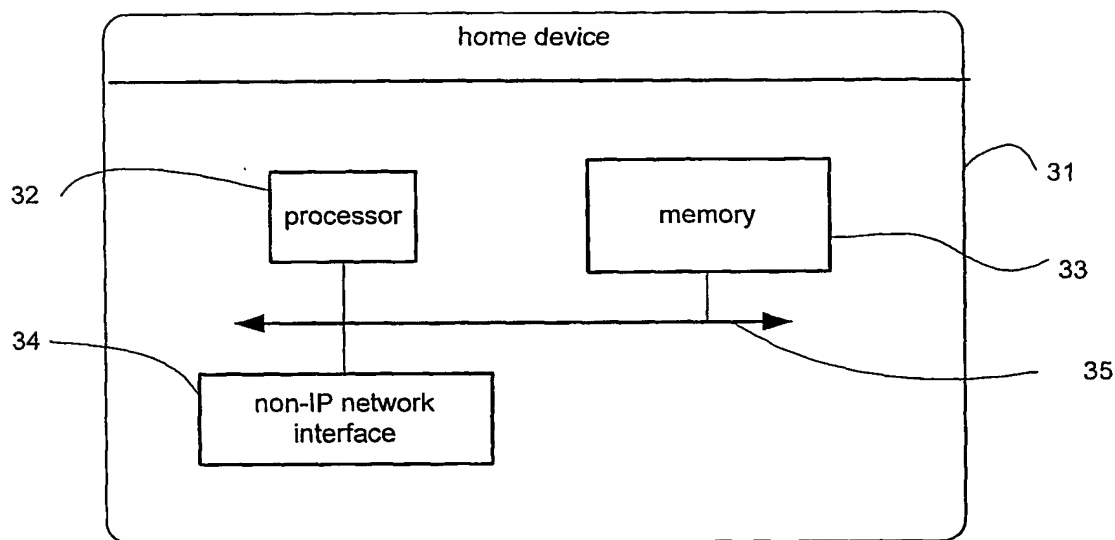 home device
32
processor
memory
31
33
34
non-IP network
interface
35